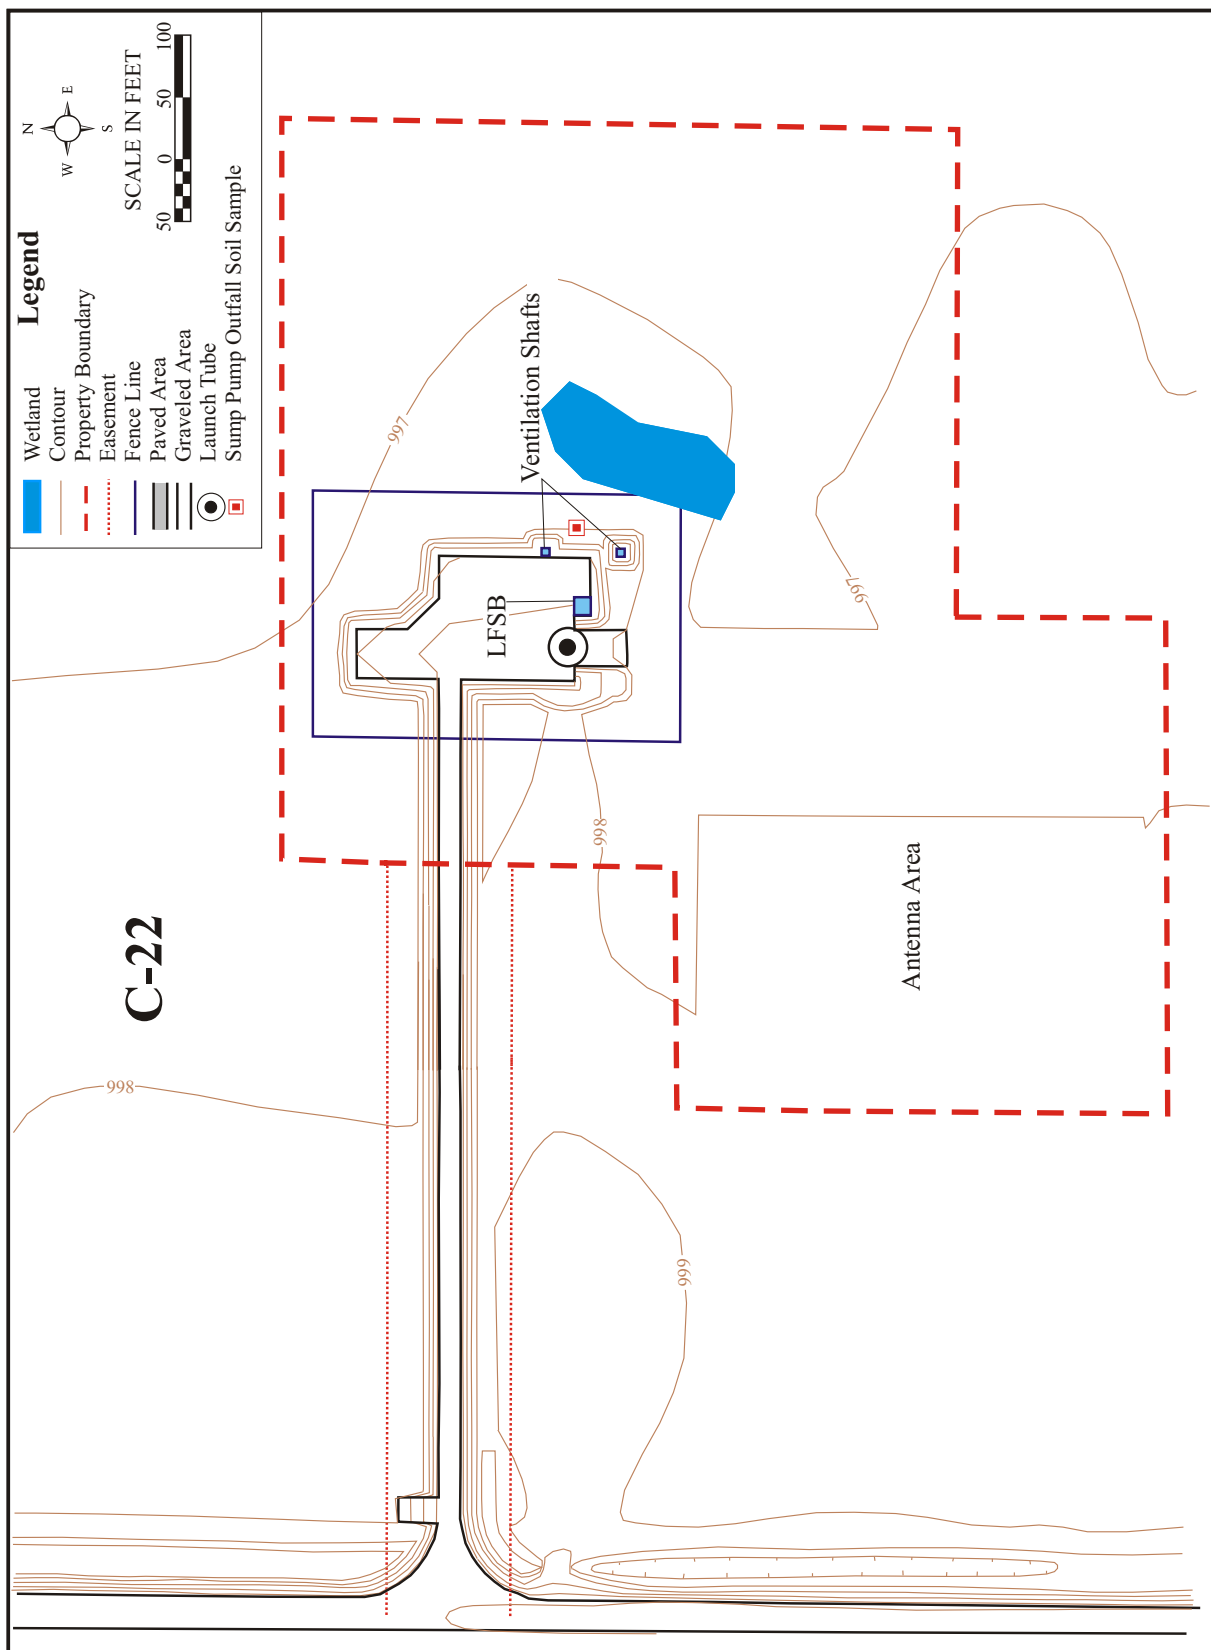 Legend
Wetland
Contour
Property Boundary
Easement
Fence Line
Paved Area
Graveled Area
Launch Tube
Sump Pump Outfall Soil Sample
N
W
E
S
SCALE IN FEET
50 0 50 100
C-22
997
Ventilation Shafts
LFSB
997
998
998
Antenna Area
999